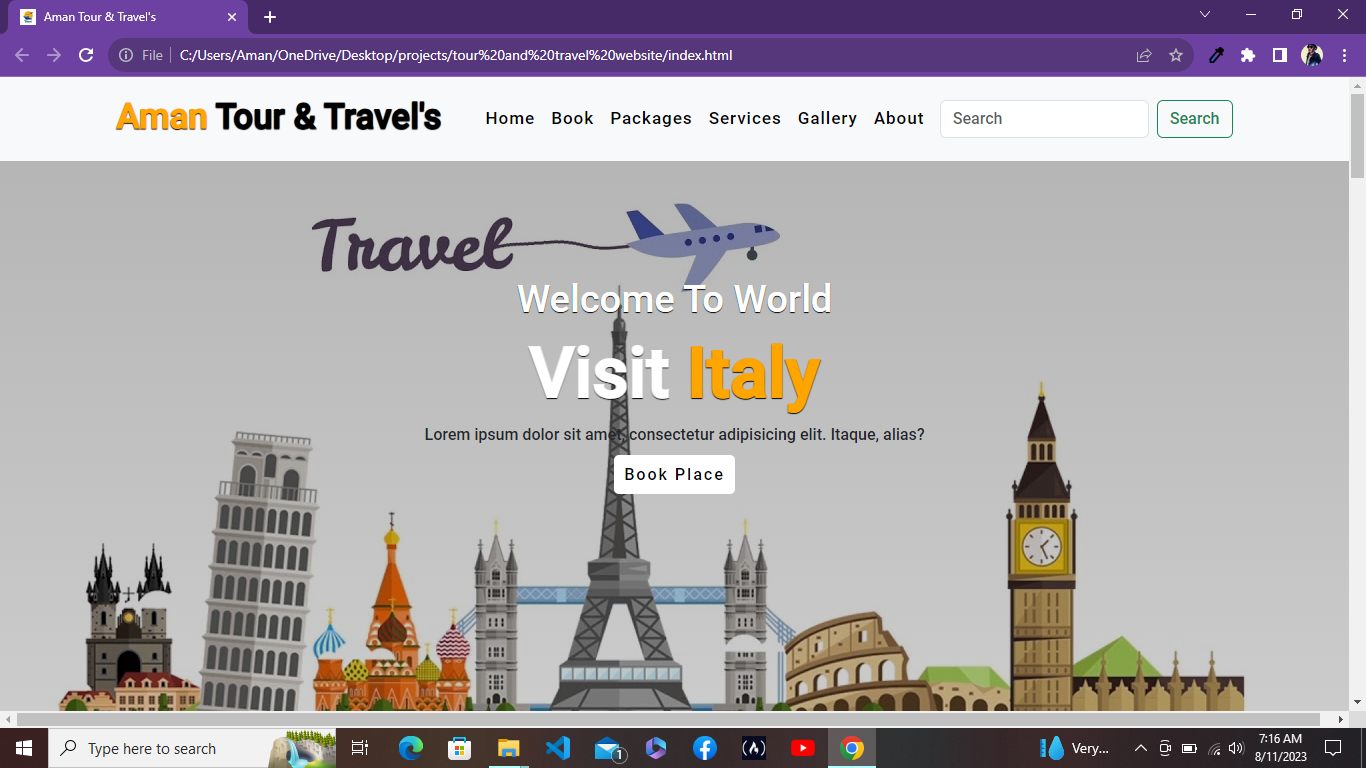 Aman Tour & Travel's
File
C:/Users/Aman/OneDrive/Desktop/projects/tour%20and%20travel%20website/index.html
Aman Tour & Travel's
Home Book Packages Services Gallery About Search Search
Travel
Welcome To World
Visit Italy
Lorem ipsum dolor sit amet, consectetur adipisicing elit. Itaque, alias?
Book Place
Type here to search
1
Very...
7:16 AM
8/11/2023